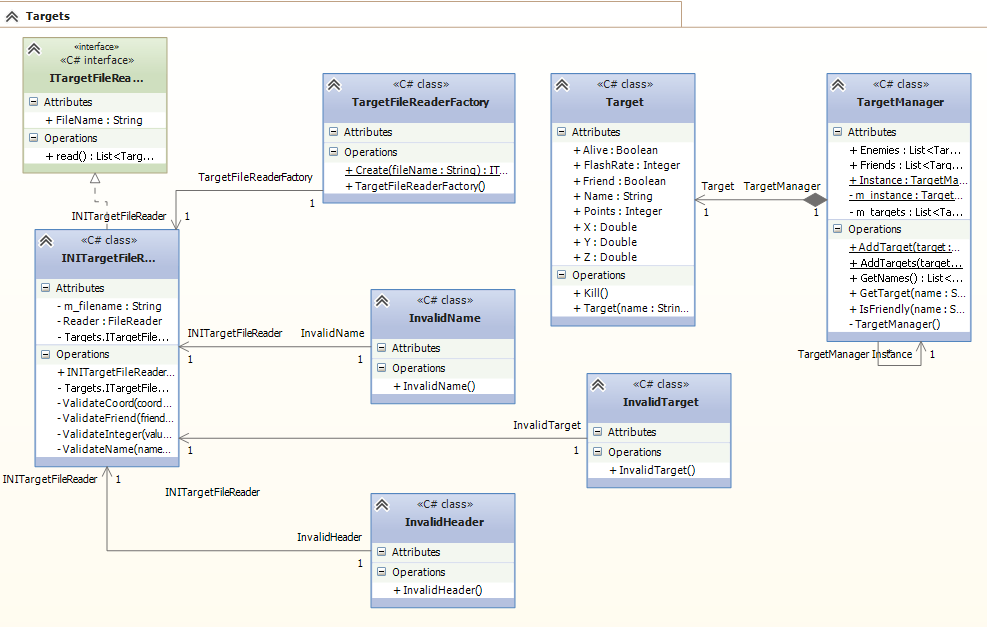 Targets
«interface»
«C# interface»
ITargetFileRea...
Attributes
+ FileName : String
Operations
+ read() : List<Targ...
«C# class»
TargetFileReaderFactory
Attributes
Operations
+ Create(fileName : String) : IT...
+ TargetFileReaderFactory()
«C# class»
Target
Attributes
+ Alive : Boolean
+ FlashRate : Integer
+ Friend : Boolean
+ Name : String
+ Points : Integer
+ X : Double
+ Y : Double
+ Z : Double
Operations
+ Kill()
+ Target(name : Strin...
«C# class»
TargetManager
Attributes
+ Enemies : List<Tar...
+ Friends : List<Targ...
+ Instance : TargetMa...
- m_instance : Target...
- m_targets : List<Ta...
Operations
+ AddTarget(target :...
+ AddTargets(target...
+ GetNames() : List<...
+ GetTarget(name : S...
+ IsFriendly(name : S...
- TargetManager()
Target
TargetManager
1
1
TargetManager
Instance
*
1
TargetFileReaderFactory
1
INITargetFileReader
1
«C# class»
INITargetFileR...
Attributes
- m_filename : String
- Reader : FileReader
- Targets.ITargetFile...
Operations
+ INITargetFileReader...
- Targets.ITargetFile...
- ValidateCoord(coord...
- ValidateFriend(friend...
- ValidateInteger(valu...
- ValidateName(name...
INITargetFileReader
InvalidName
1
1
«C# class»
InvalidName
Attributes
Operations
+ InvalidName()
InvalidTarget
1
1
«C# class»
InvalidTarget
Attributes
Operations
+ InvalidTarget()
INITargetFileReader
1
INITargetFileReader
InvalidHeader
1
«C# class»
InvalidHeader
Attributes
Operations
+ InvalidHeader()